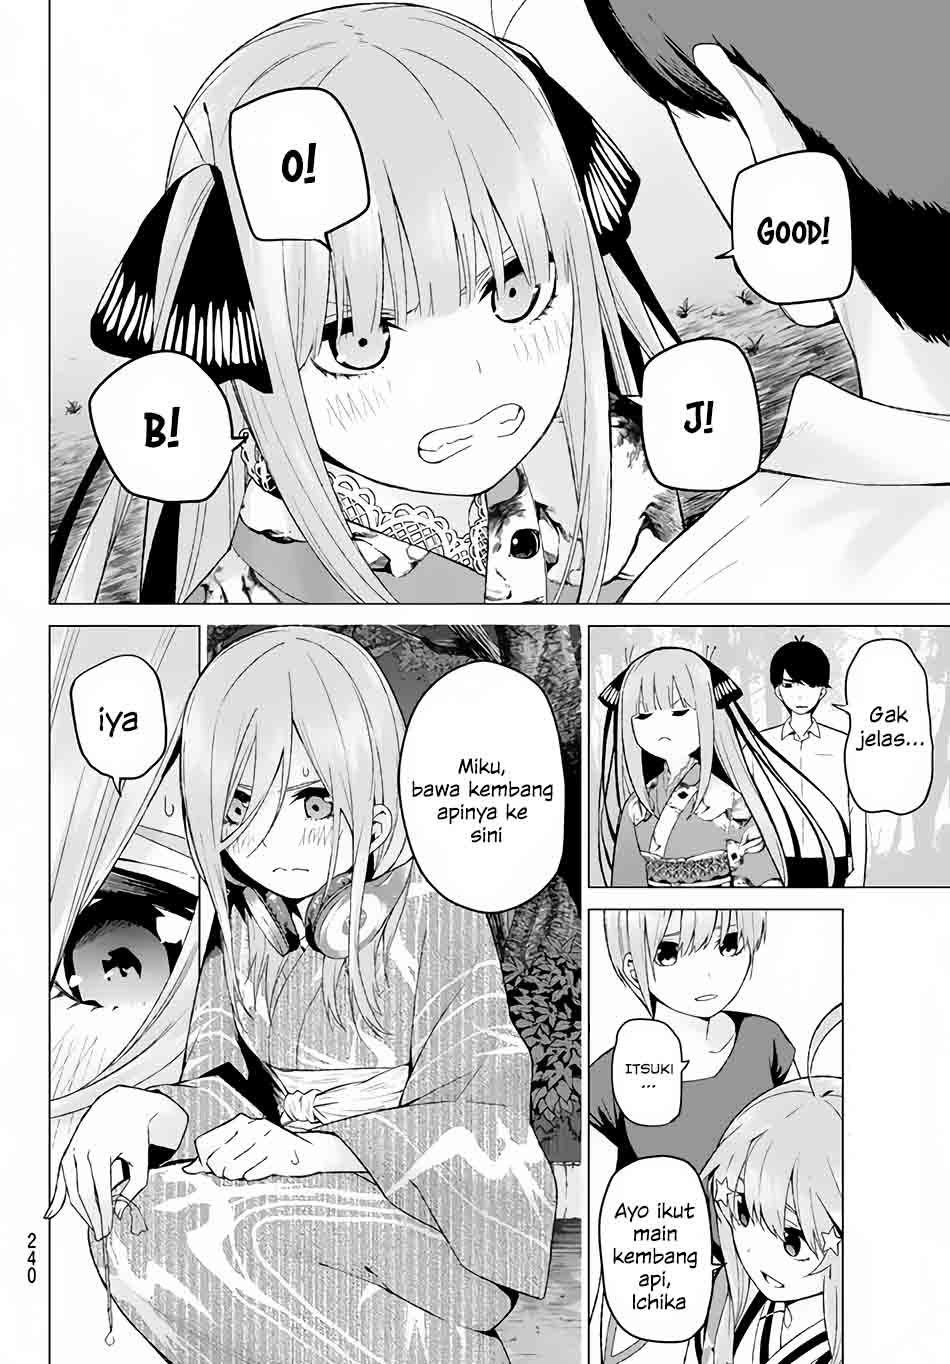 GOOD!
J!
O!
B!
Gak
jelas...
Miku,
bawa kembang
apinya ke
sini
iya
ITSUKI
...
Ayo ikut
main
kembang
api,
Ichika
240